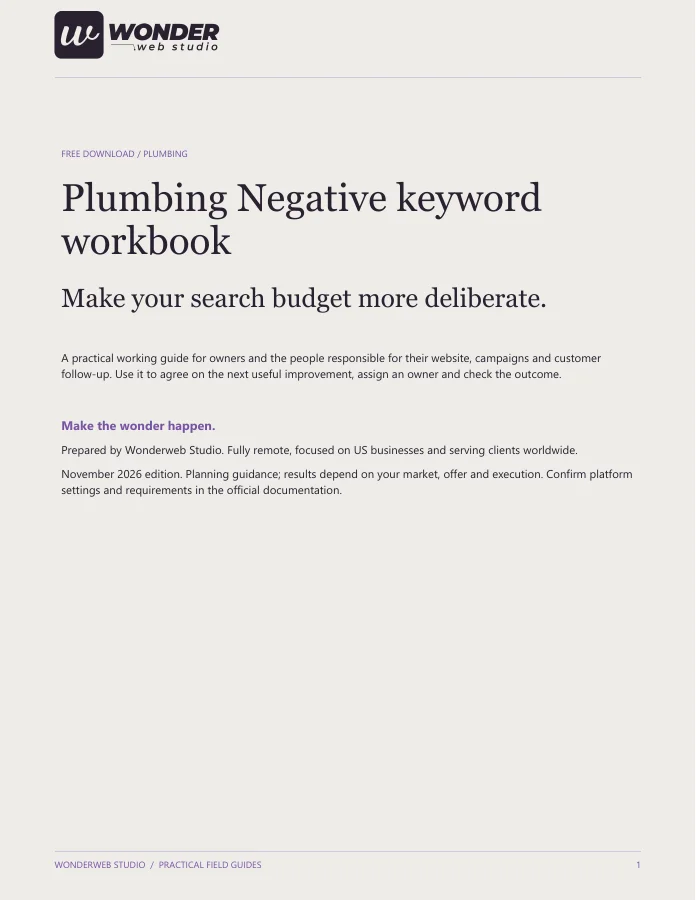 w WONDER
.web studio
FREE DOWNLOAD / PLUMBING
Plumbing Negative keyword
workbook
Make your search budget more deliberate.
A practical working guide for owners and the people responsible for their website, campaigns and customer
follow-up. Use it to agree on the next useful improvement, assign an owner and check the outcome.
Make the wonder happen.
Prepared by Wonderweb Studio. Fully remote, focused on US businesses and serving clients worldwide.
November 2026 edition. Planning guidance; results depend on your market, offer and execution. Confirm platform
settings and requirements in the official documentation.
WONDERWEB STUDIO / PRACTICAL FIELD GUIDES 1